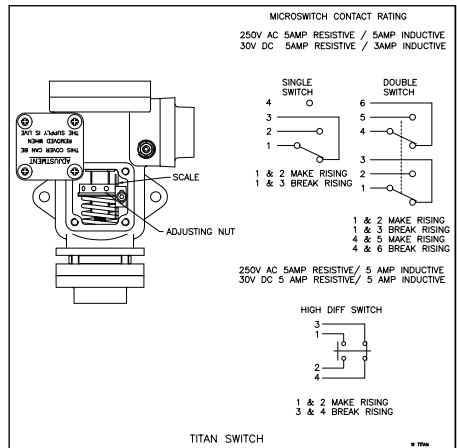 MICROSWITCH CONTACT RATING
250V AC 5AMP RESISTIVE / 5AMP INDUCTIVE
30V DC 5AMP RESISTIVE / 3AMP INDUCTIVE
SINGLE
SWITCH
4
3
2
1
1 & 2 MAKE RISING
1 & 3 BREAK RISING
DOUBLE
SWITCH
6
5
4
3
2
1
1 & 2 MAKE RISING
1 & 3 BREAK RISING
4 & 5 MAKE RISING
4 & 6 BREAK RISING
ADJUSTMENT
THIS COVER CAN BE
REMOVED WHEN
THE SUPPLY IS LIVE
SCALE
ADJUSTING NUT
250V AC 5AMP RESISTIVE/ 5 AMP INDUCTIVE
30V DC 5 AMP RESISTIVE/ 5 AMP INDUCTIVE
HIGH DIFF SWITCH
3
1
2
4
1 & 2 MAKE RISING
3 & 4 BREAK RISING
TITAN SWITCH
W TITAN